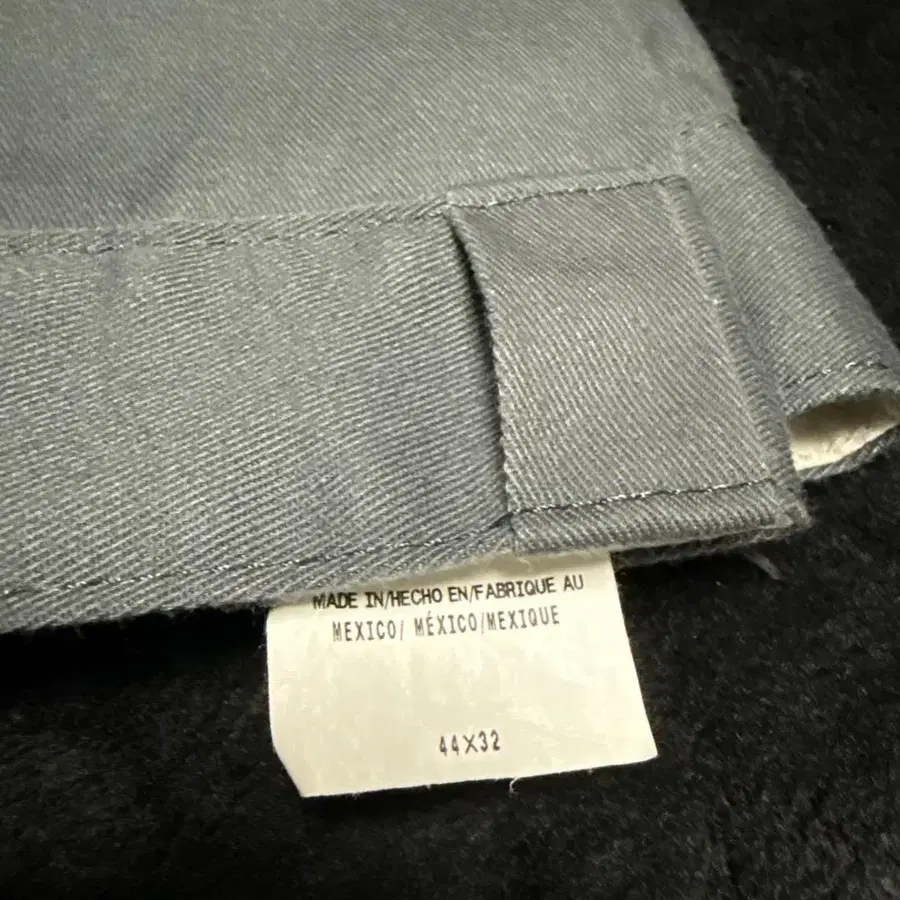 MADE IN/HECHO EN/FABRIQUE AU
MEXICO/ MÉXICO/MEXIQUE
44X32